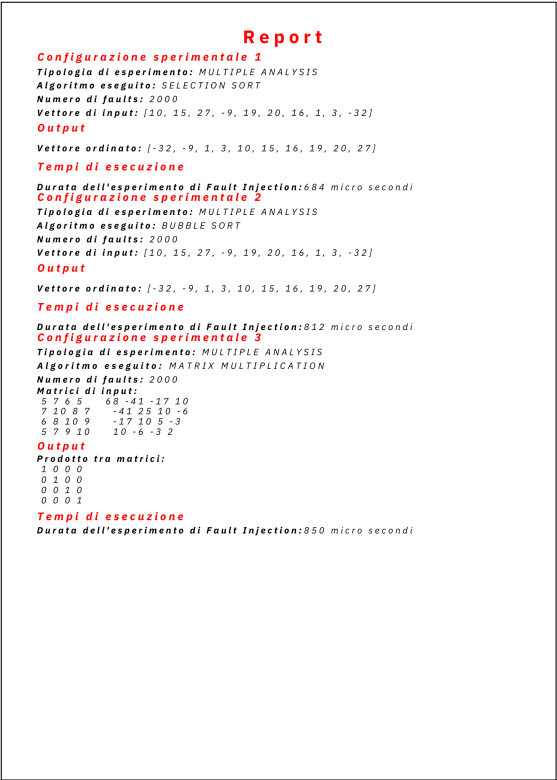 Report
Configurazione sperimentale 1
Tipologia di esperimento: MULTIPLE ANALYSIS
Algoritmo eseguito: SELECTION SORT
Numero di faults: 2000
Vettore di input: [10, 15, 27, -9, 19, 20, 16, 1, 3, -32]
Output
Vettore ordinato: [-32, -9, 1, 3, 10, 15, 16, 19, 20, 27]
Tempi di esecuzione
Durata dell'esperimento di Fault Injection:684 micro secondi
Configurazione sperimentale 2
Tipologia di esperimento: MULTIPLE ANALYSIS
Algoritmo eseguito: BUBBLE SORT
Numero di faults: 2000
Vettore di input: [10, 15, 27, -9, 19, 20, 16, 1, 3, -32]
Output
Vettore ordinato: [-32, -9, 1, 3, 10, 15, 16, 19, 20, 27]
Tempi di esecuzione
Durata dell'esperimento di Fault Injection:812 micro secondi
Configurazione sperimentale 3
Tipologia di esperimento: MULTIPLE ANALYSIS
Algoritmo eseguito: MATRIX MULTIPLICATION
Numero di faults: 2000
Matrici di input:
5 7 6 5 68 -41 -17 10
7 10 8 7 -41 25 10 -6
6 8 10 9 -17 10 5 -3
5 7 9 10 10 -6 -3 2
Output
Prodotto tra matrici:
1 0 0 0
0 1 0 0
0 0 1 0
0 0 0 1
Tempi di esecuzione
Durata dell'esperimento di Fault Injection:850 micro secondi